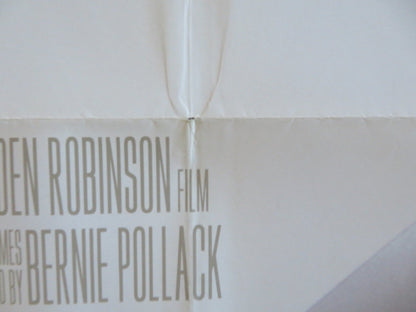 DEN ROBINSON FILM
MES
D BY BERNIE POLLACK